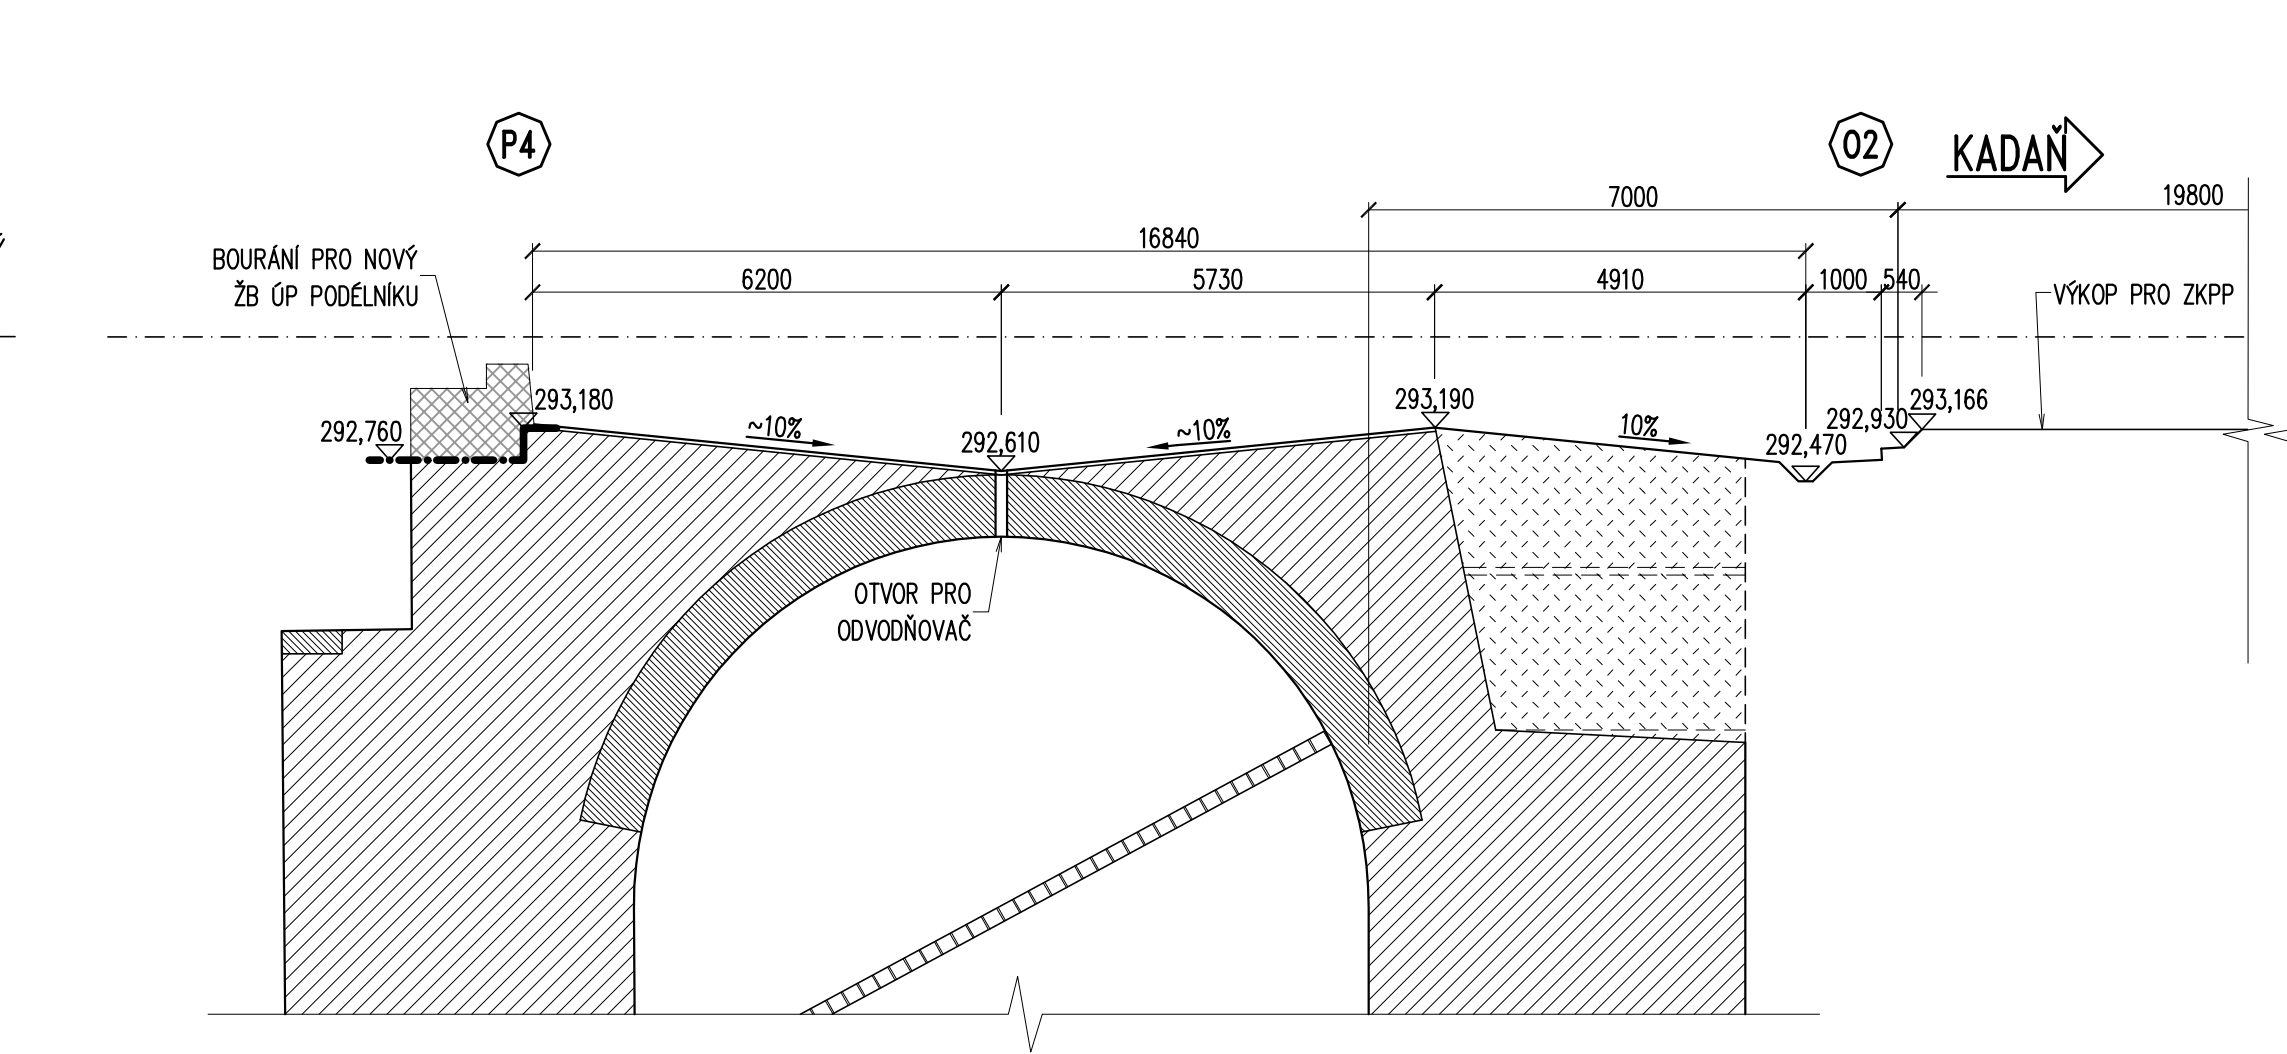 P4
O2
KADAŇ
7000
19800
16840
BOURÁNÍ PRO NOVÝ
ŽB ÚP PODÉLNÍKU
6200
5730
4910
1000
540
VÝKOP PRO ZKPP
293,180
293,190
293,166
292,760
~10%
292,610
~10%
10%
292,930
292,470
OTVOR PRO
ODVODŇOVAČ